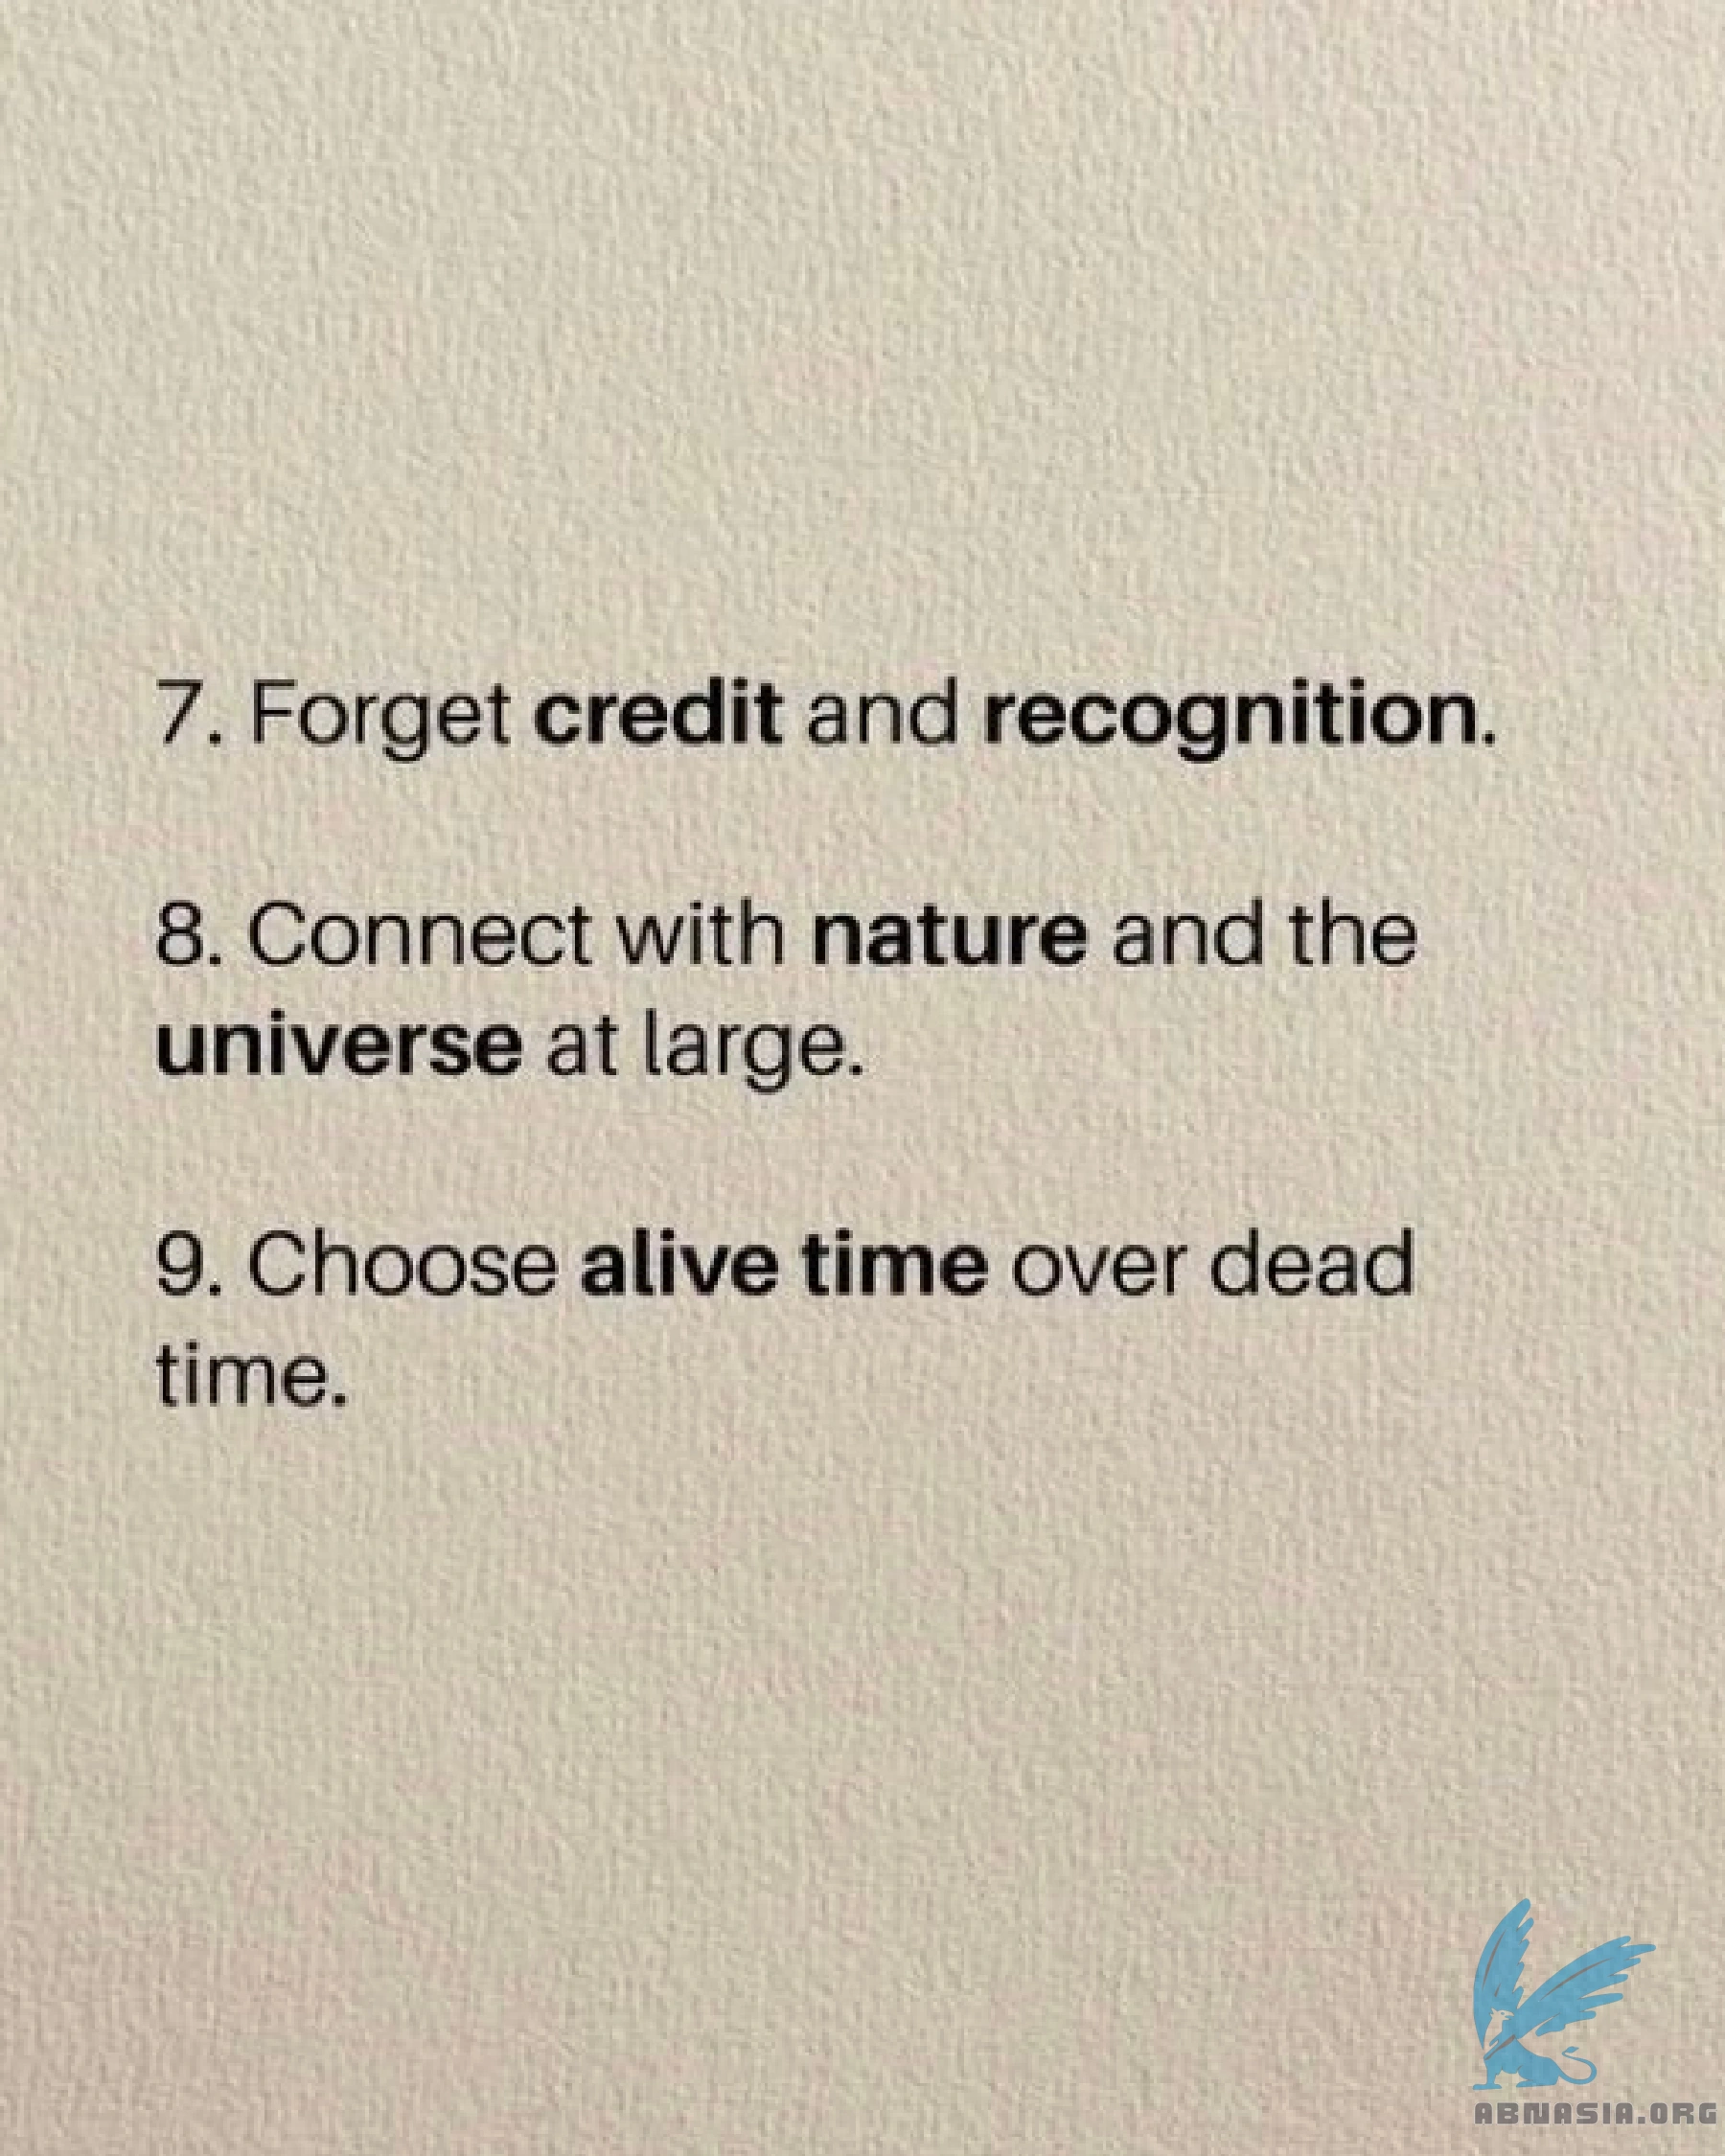 7. Forget credit and recognition.
8. Connect with nature and the
universe at large.
9. Choose alive time over dead
time.
ABNASIA.ORG